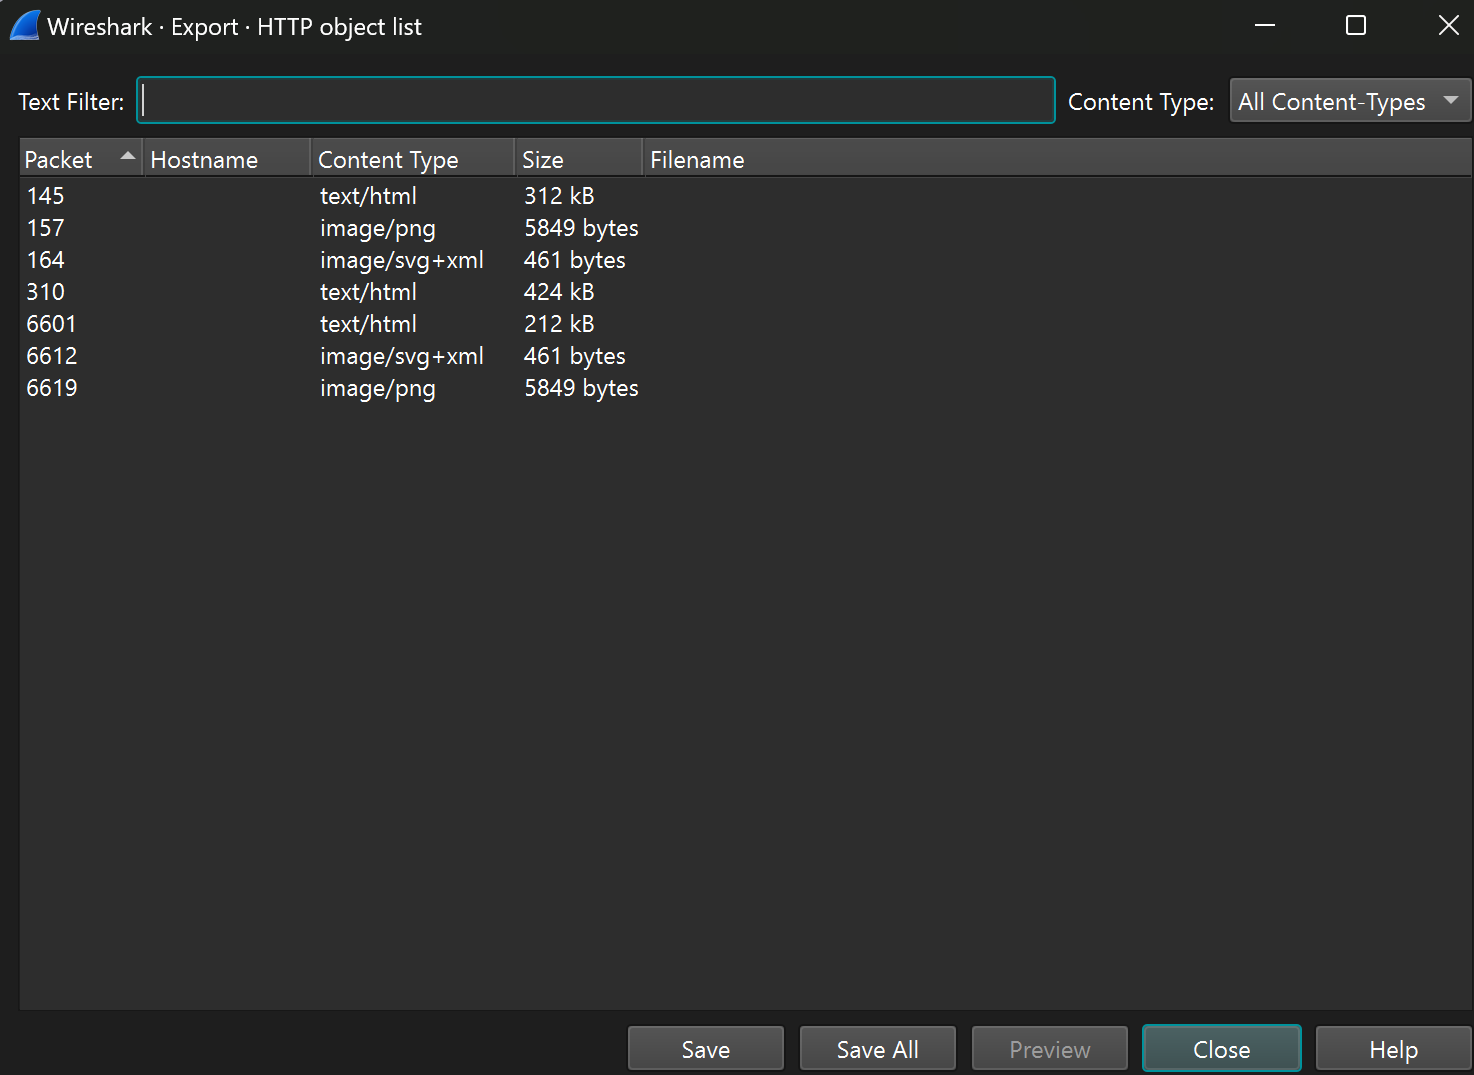 Wireshark · Export · HTTP object list
Text Filter: Content Type: All Content-Types
Packet Hostname Content Type Size Filename
145 text/html 312 kB
157 image/png 5849 bytes
164 image/svg+xml 461 bytes
310 text/html 424 kB
6601 text/html 212 kB
6612 image/svg+xml 461 bytes
6619 image/png 5849 bytes
Save Save All Preview Close Help